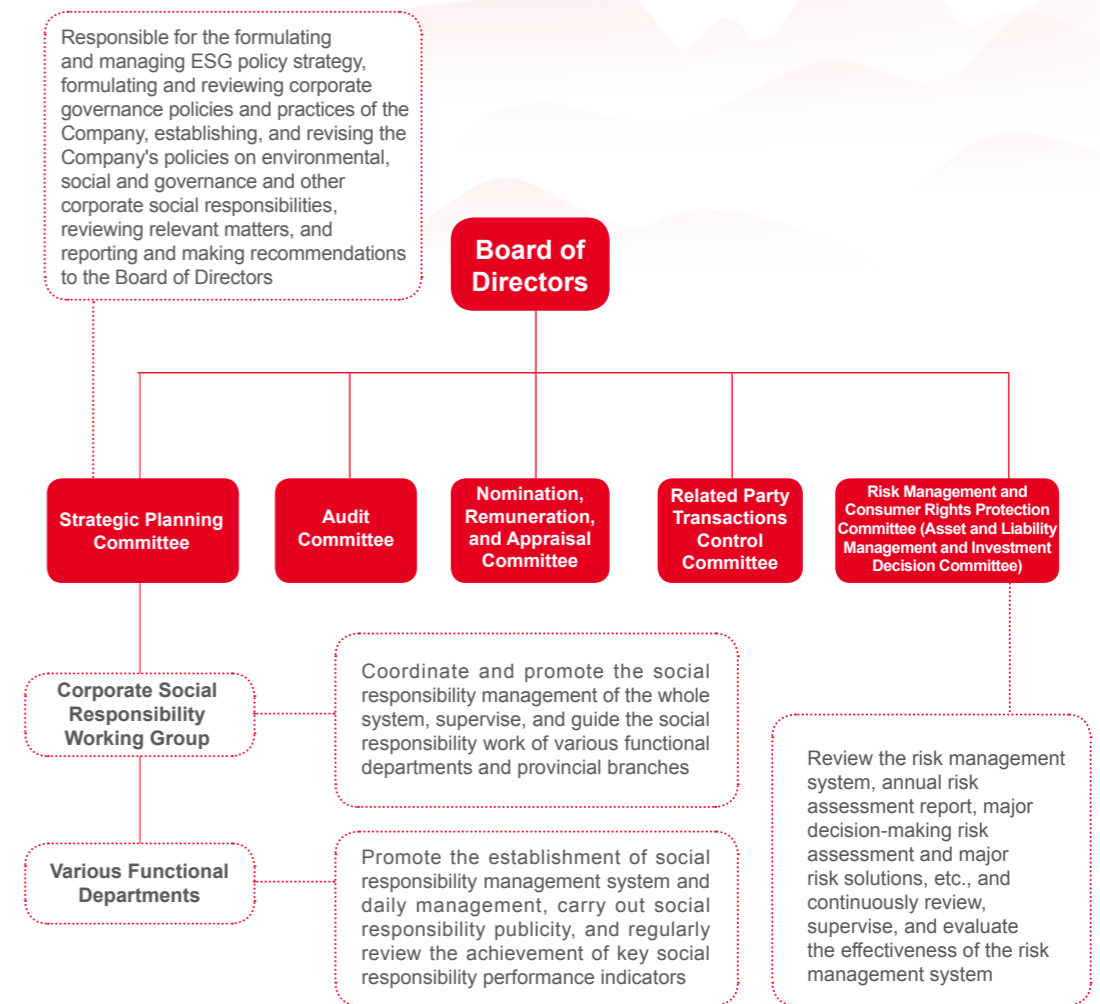 Responsible for the formulating
and managing ESG policy strategy,
formulating and reviewing corporate
governance policies and practices of the
Company, establishing, and revising the
Company's policies on environmental,
social and governance and other
corporate social responsibilities,
reviewing relevant matters, and
reporting and making recommendations
to the Board of Directors
Board of
Directors
Strategic Planning
Committee
Audit
Committee
Nomination,
Remuneration,
and Appraisal
Committee
Related Party
Transactions
Control
Committee
Risk Management and
Consumer Rights Protection
Committee (Asset and Liability
Management and Investment
Decision Committee)
Corporate Social
Responsibility
Working Group
Coordinate and promote the social
responsibility management of the whole
system, supervise, and guide the social
responsibility work of various functional
departments and provincial branches
Various Functional
Departments
Promote the establishment of social
responsibility management system and
daily management, carry out social
responsibility publicity, and regularly
review the achievement of key social
responsibility performance indicators
Review the risk management
system, annual risk
assessment report, major
decision-making risk
assessment and major
risk solutions, etc., and
continuously review,
supervise, and evaluate
the effectiveness of the risk
management system